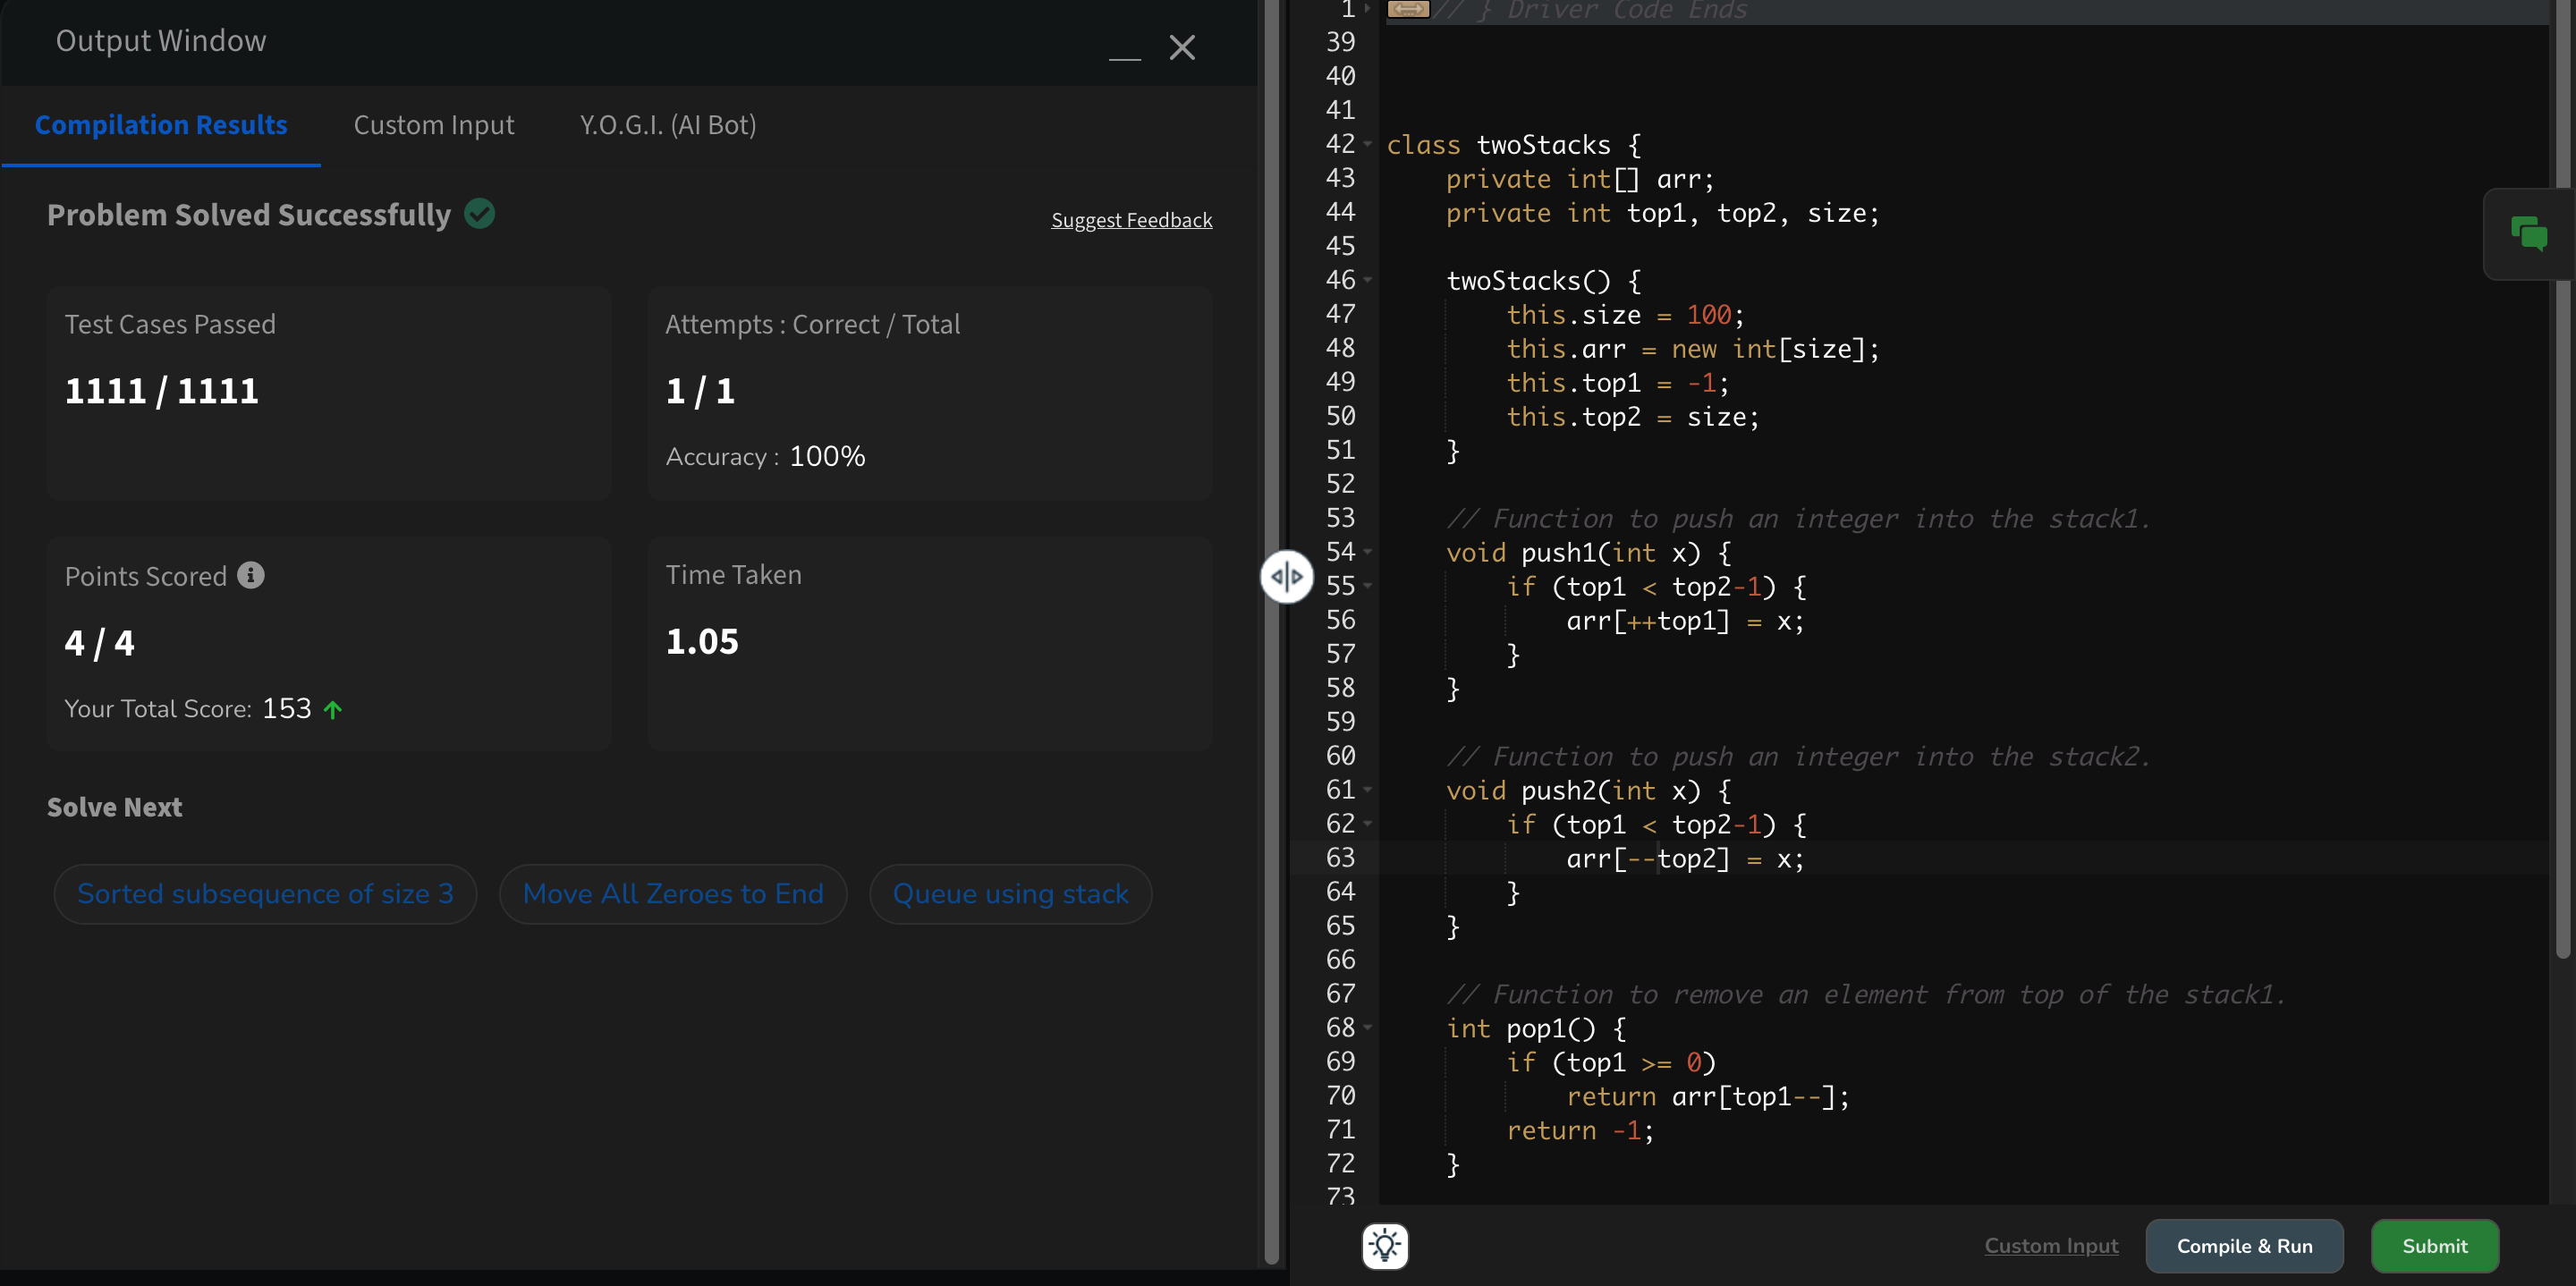 Output Window
Compilation Results
Custom Input
Y.O.G.I. (AI Bot)
Problem Solved Successfully
Suggest Feedback
Test Cases Passed
1111 / 1111
Attempts : Correct / Total
1 / 1
Accuracy : 100%
Points Scored
4 / 4
Your Total Score: 153
Time Taken
1.05
Solve Next
Sorted subsequence of size 3
Move All Zeroes to End
Queue using stack
1 // } Driver Code Ends
39
40
41
42 class twoStacks {
43 private int[] arr;
44 private int top1, top2, size;
45
46 twoStacks() {
47 this.size = 100;
48 this.arr = new int[size];
49 this.top1 = -1;
50 this.top2 = size;
51 }
52
53 // Function to push an integer into the stack1.
54 void push1(int x) {
55 if (top1 < top2-1) {
56 arr[++top1] = x;
57 }
58 }
59
60 // Function to push an integer into the stack2.
61 void push2(int x) {
62 if (top1 < top2-1) {
63 arr[--top2] = x;
64 }
65 }
66
67 // Function to remove an element from top of the stack1.
68 int pop1() {
69 if (top1 >= 0)
70 return arr[top1--];
71 return -1;
72 }
73
Custom Input
Compile & Run
Submit